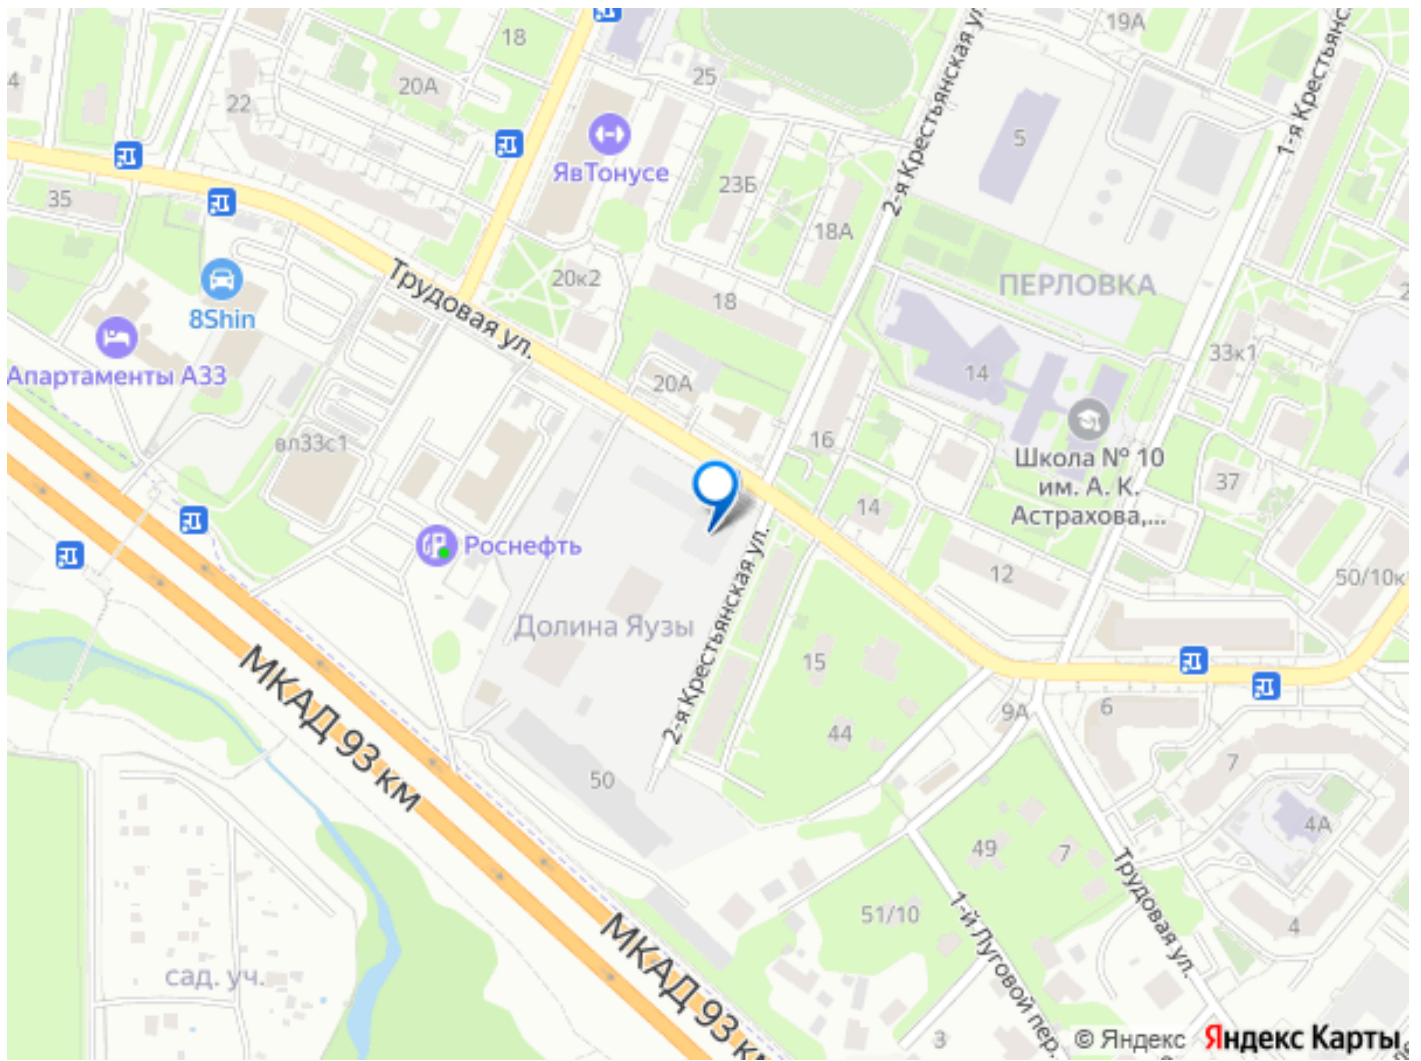 18
19А
1-я Крестьянск
2-я Крестьянская ул.
4
20А
25
22
5
ЯвТонусе
23Б
35
18А
20к2
ПЕРЛОВКА
Трудовая ул.
18
8Shin
33к1
Апартаменты А33
20А
14
16
вл33с1
Школа № 10
им. А. К.
Астрахова,...
37
14
Роснефть
12
50/10к
2-я Крестьянская ул.
Долина Яузы
15
МКАД 93 км
9А
6
44
7
50
4А
49
7
Трудовая ул.
51/10
1-й Луговой пер.
4
МКАД 93 км
сад. уч.
3
© Яндекс Яндекс Карты